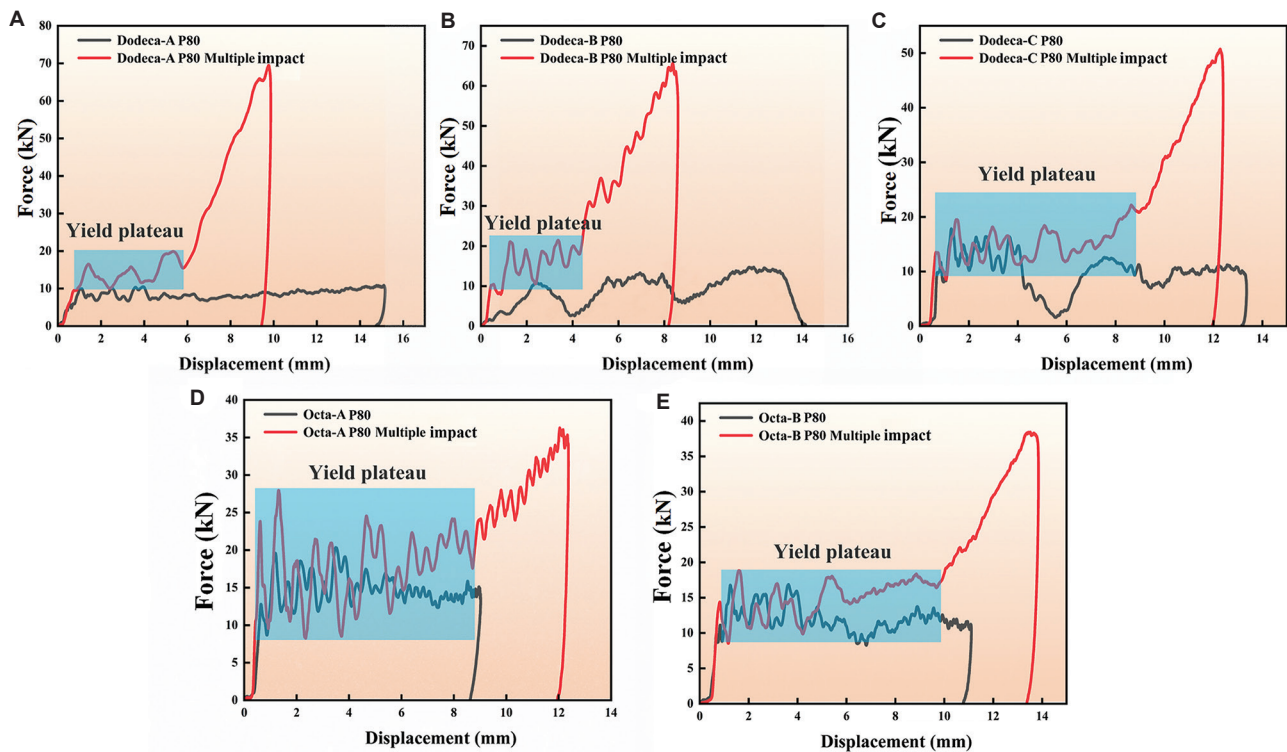 A
Dodeca-A P80
Dodeca-A P80 Multiple impact
Yield plateau
Force (kN)
80
70
60
50
40
30
20
10
0
0 2 4 6 8 10 12 14 16
Displacement (mm)
B
Dodeca-B P80
Dodeca-B P80 Multiple impact
Yield plateau
Force (kN)
70
60
50
40
30
20
10
0
0 2 4 6 8 10 12 14 16
Displacement (mm)
C
Dodeca-C P80
Dodeca-C P80 Multiple impact
Yield plateau
Force (kN)
50
40
30
20
10
0
0 2 4 6 8 10 12 14
Displacement (mm)
D
Octa-A P80
Octa-A P80 Multiple impact
Yield plateau
Force (kN)
40
35
30
25
20
15
10
5
0
0 2 4 6 8 10 12 14
Displacement (mm)
E
Octa-B P80
Octa-B P80 Multiple impact
Yield plateau
Force (kN)
40
35
30
25
20
15
10
5
0
0 2 4 6 8 10 12 14
Displacement (mm)